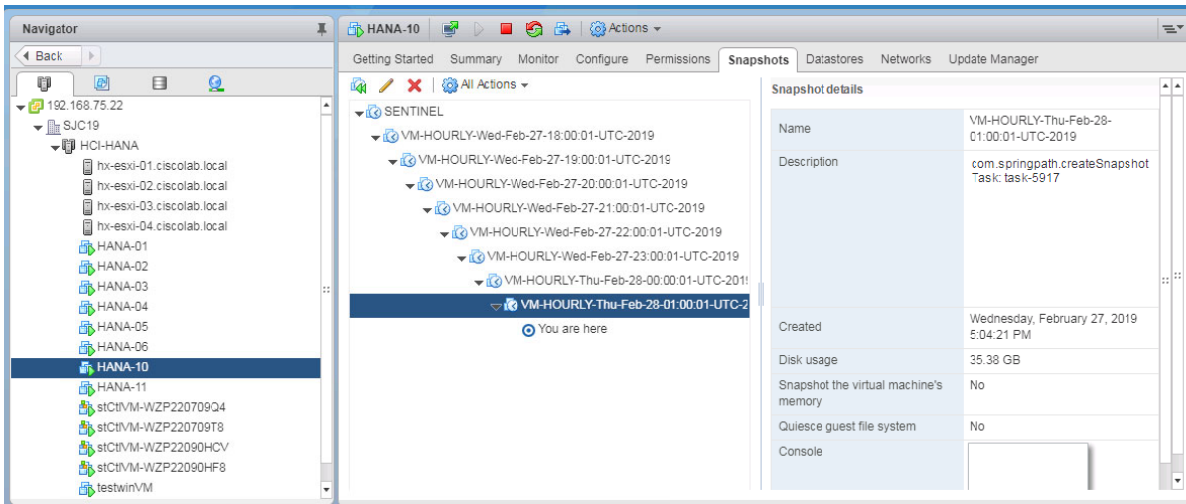 Navigator
Back
192.168.75.22
SJC19
HCI-HANA
hx-esxi-01.ciscolab.local
hx-esxi-02.ciscolab.local
hx-esxi-03.ciscolab.local
hx-esxi-04.ciscolab.local
HANA-01
HANA-02
HANA-03
HANA-04
HANA-05
HANA-06
HANA-10
HANA-11
stCtlVM-WZP220709Q4
stCtlVM-WZP220709T8
stCtlVM-WZP22090HCV
stCtlVM-WZP22090HF8
testwinVM
HANA-10 Actions
Getting Started Summary Monitor Configure Permissions Snapshots Datastores Networks Update Manager
All Actions
SENTINEL
VM-HOURLY-Wed-Feb-27-18:00:01-UTC-2019
VM-HOURLY-Wed-Feb-27-19:00:01-UTC-2019
VM-HOURLY-Wed-Feb-27-20:00:01-UTC-2019
VM-HOURLY-Wed-Feb-27-21:00:01-UTC-2019
VM-HOURLY-Wed-Feb-27-22:00:01-UTC-2019
VM-HOURLY-Wed-Feb-27-23:00:01-UTC-2019
VM-HOURLY-Thu-Feb-28-00:00:01-UTC-201
VM-HOURLY-Thu-Feb-28-01:00:01-UTC-2
You are here
Snapshot details
Name VM-HOURLY-Thu-Feb-28-
01:00:01-UTC-2019
Description com.springpath.createSnapshot
Task: task-5917
Created Wednesday, February 27, 2019
5:04:21 PM
Disk usage 35.38 GB
Snapshot the virtual machine's No
memory
Quiesce guest file system No
Console